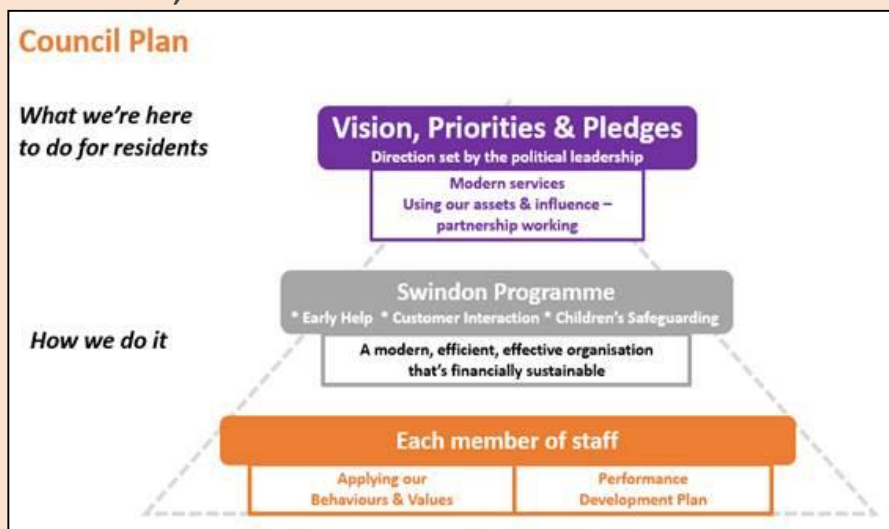 Council Plan
What we're here
to do for residents
Vision, Priorities & Pledges
Direction set by the political leadership
Modern services
Using our assets & influence –
partnership working
Swindon Programme
* Early Help * Customer Interaction * Children's Safeguarding
How we do it
A modern, efficient, effective organisation
that's financially sustainable
Each member of staff
Applying our
Behaviours & Values
Performance
Development Plan